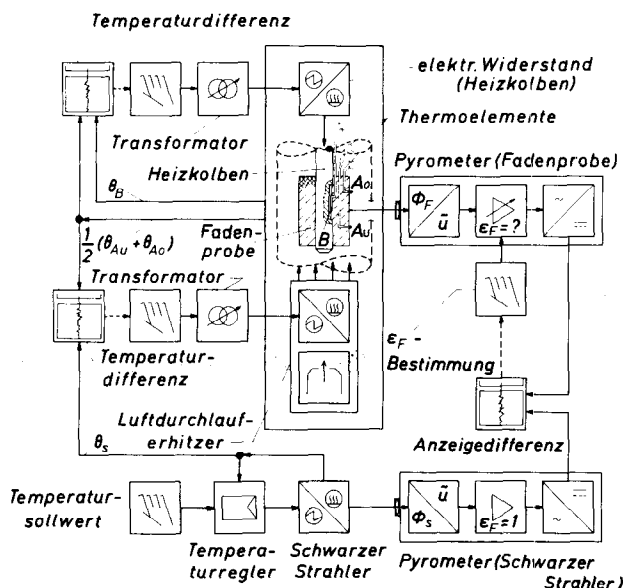 Temperaturdifferenz
elektr. Widerstand
(Heizkolben)
Transformator
Thermoelemente
Heizkolben
Pyrometer (Fadenprobe)
θB
Ao
Au
B
ΦF
ũ
εF = ?
1/2 (θAu + θAo)
Faden-
probe
Transformator
Temperatur-
differenz
εF -
Bestimmung
Luftdurchlauf-
erhitzer
θs
Anzeigedifferenz
Temperatur-
sollwert
ũ
Φs
εF = 1
Tempera-
turregler
Schwarzer
Strahler
Pyrometer (Schwarzer
Strahler)